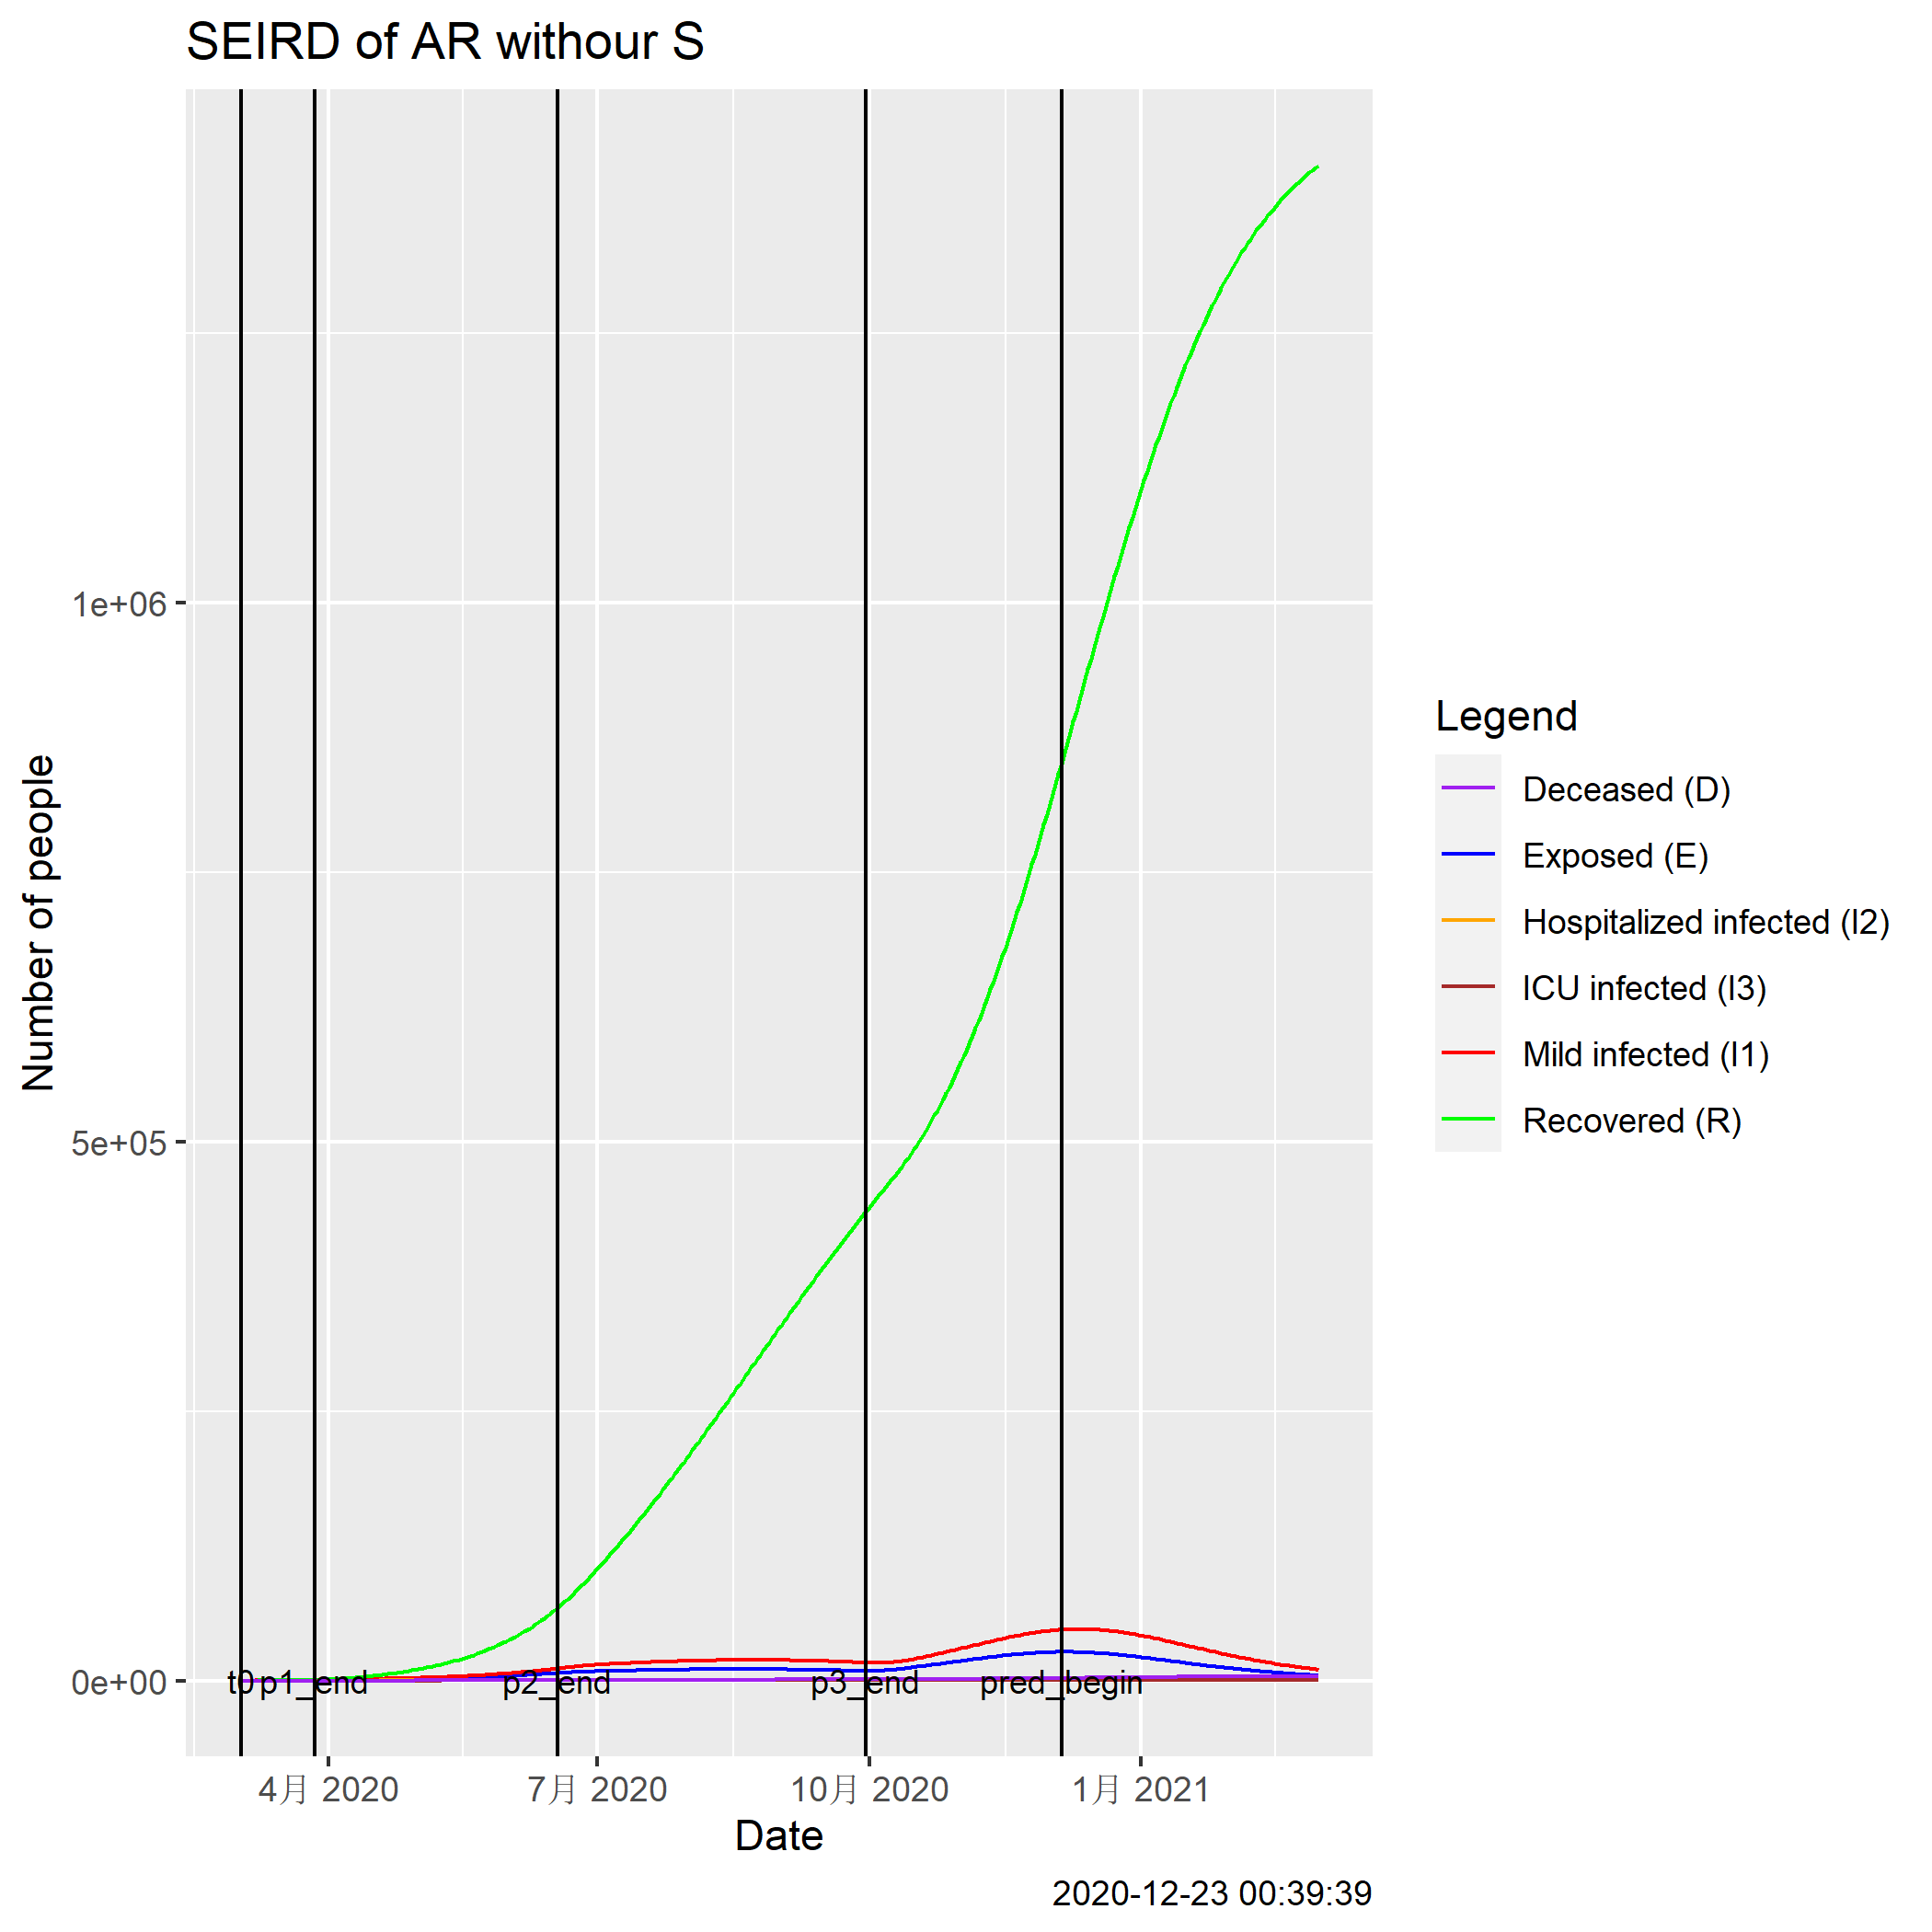 SEIRD of AR withour S
Number of people
1e+06
5e+05
0e+00
t0
p1_end
p2_end
p3_end
pred_begin
4月 2020
7月 2020
10月 2020
1月 2021
Date
2020-12-23 00:39:39
Legend
Deceased (D)
Exposed (E)
Hospitalized infected (I2)
ICU infected (I3)
Mild infected (I1)
Recovered (R)